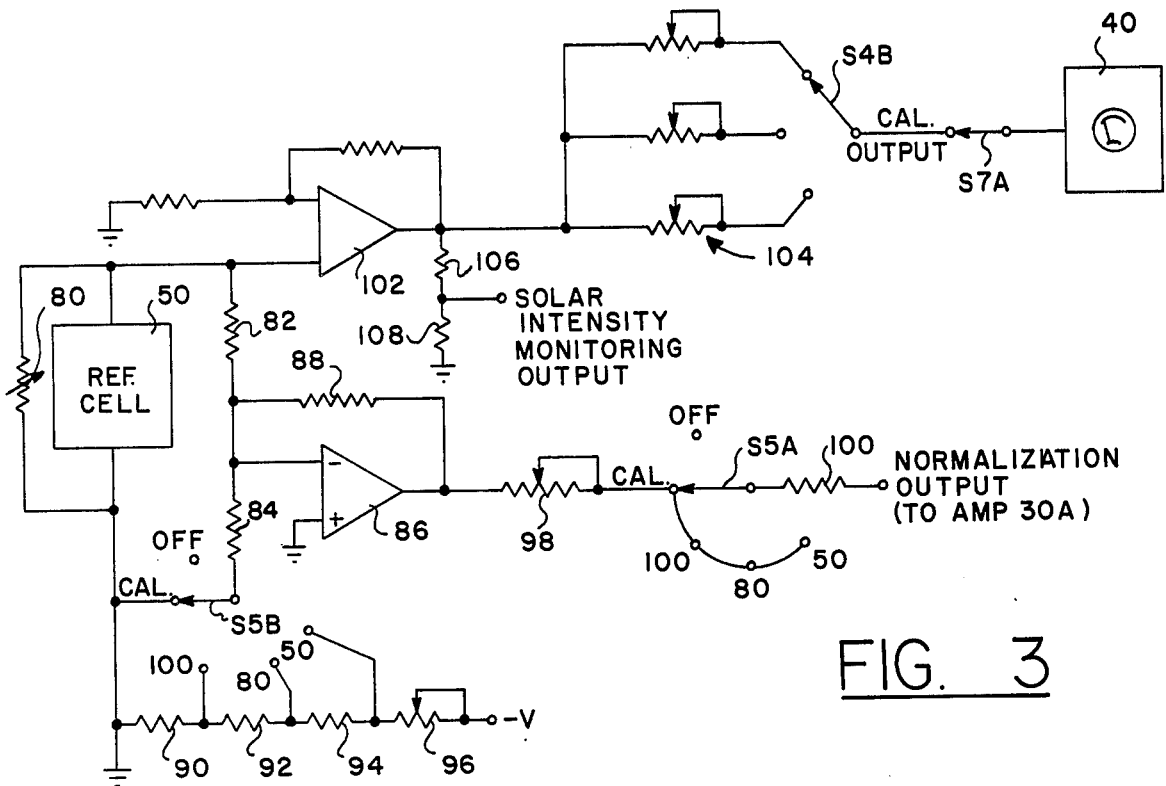 40
S4B
CAL.
OUTPUT
S7A
104
102
106
SOLAR
INTENSITY
MONITORING
OUTPUT
108
80
50
REF.
CELL
82
88
OFF
S5A
100
NORMALIZATION
OUTPUT
(TO AMP 30A)
CAL.
-
+
86
98
84
100
80
50
OFF
CAL.
S5B
100
80
50
-V
90
92
94
96
FIG. 3